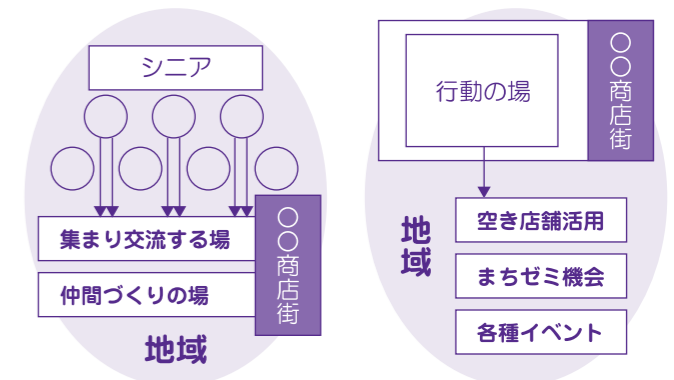 シニア
集まり交流する場
仲間づくりの場
〇〇商店街
地域
行動の場
〇〇商店街
地域
空き店舗活用
まちゼミ機会
各種イベント